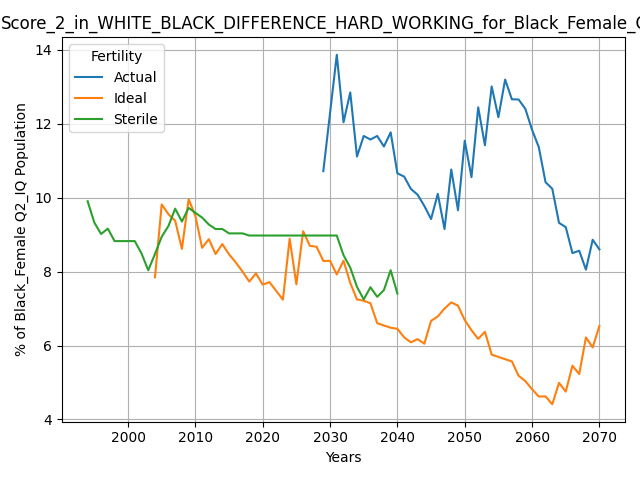 Score_2_in_WHITE_BLACK_DIFFERENCE_HARD_WORKING_for_Black_Female_
Fertility
Actual
Ideal
Sterile
% of Black_Female Q2_IQ Population
14
12
10
8
6
4
2000
2010
2020
2030
2040
2050
2060
2070
Years